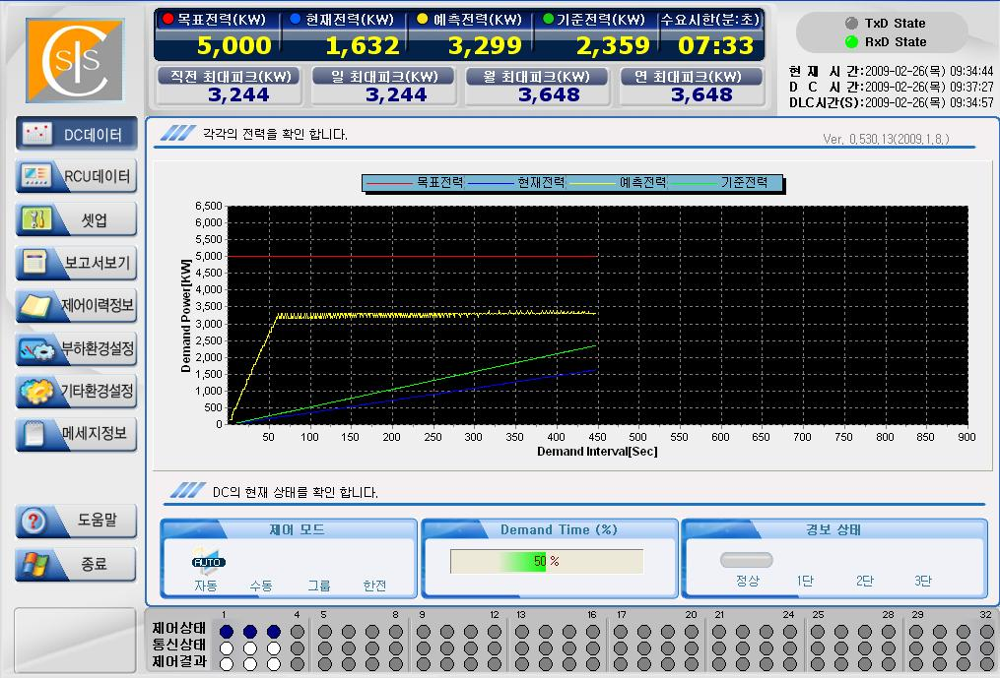 SIS
목표전력(KW) 현재전력(KW) 예측전력(KW) 기준전력(KW) 수요시한(분:초)
5,000 1,632 3,299 2,359 07:33
직전 최대피크(KW) 일 최대피크(KW) 월 최대피크(KW) 연 최대피크(KW)
3,244 3,244 3,648 3,648
TxD State
RxD State
현 재 시 간:2009-02-26(목) 09:34:44
D C 시 간:2009-02-26(목) 09:37:27
DLC시간(S):2009-02-26(목) 09:34:57
DC데이터
RCU데이터
셋업
보고서보기
제어이력정보
부하환경설정
기타환경설정
메세지정보
도움말
종료
각각의 전력을 확인 합니다.
Ver, 0,530,13(2009,1,8,)
목표전력 현재전력 예측전력 기준전력
Demand Power[KW]
6,500
6,000
5,500
5,000
4,500
4,000
3,500
3,000
2,500
2,000
1,500
1,000
500
0
50 100 150 200 250 300 350 400 450 500 550 600 650 700 750 800 850 900
Demand Interval[Sec]
DC의 현재 상태를 확인 합니다.
제어 모드
AUTO
자동 수동 그룹 한전
Demand Time (%)
50 %
경보 상태
정상 1단 2단 3단
1 4 5 8 9 12 13 16 17 20 21 24 25 28 29 32
제어상태
통신상태
제어결과